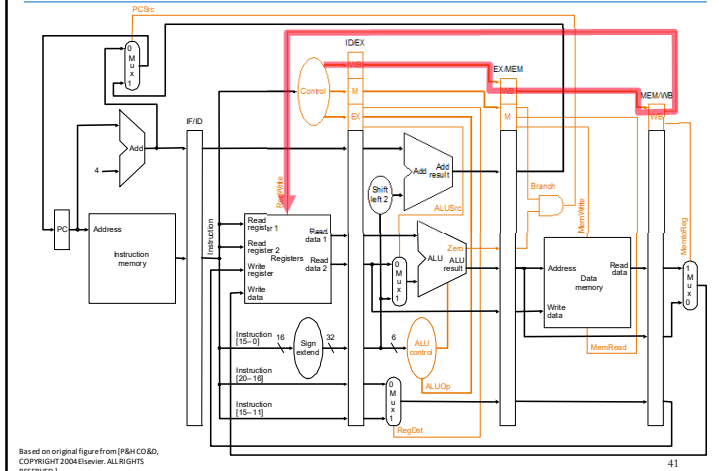 PCSrc
ID/EX
EX/MEM
MEM/WB
Control
WB
M
EX
WB
M
WB
IF/ID
0
M
u
x
1
Add
4
Add
Add
result
Shift
left 2
Branch
RegWrite
ALUSrc
MemWrite
MemtoReg
PC
Address
Instruction
memory
Instruction
Read
register 1
Read
register 2
Write
register
Write
data
Registers
Read
data 1
Read
data 2
0
M
u
x
1
Zero
ALU
ALU
result
Address
Write
data
Data
memory
Read
data
1
M
u
x
0
Instruction
[15–0]
16
Sign
extend
32
6
ALU
control
MemRead
Instruction
[20–16]
Instruction
[15–11]
0
M
u
x
1
ALUOp
RegDst
Based on original figure from [P&H CO&D,
COPYRIGHT 2004 Elsevier. ALL RIGHTS
RESERVED.]
41